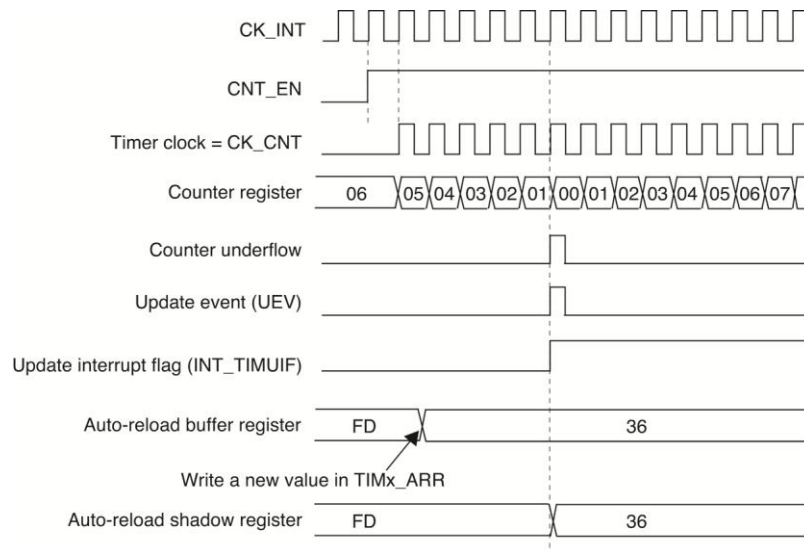 CK_INT
CNT_EN
Timer clock = CK_CNT
Counter register 06 05 04 03 02 01 00 01 02 03 04 05 06 07
Counter underflow
Update event (UEV)
Update interrupt flag (INT_TIMUIF)
Auto-reload buffer register FD 36
Write a new value in TIMx_ARR
Auto-reload shadow register FD 36